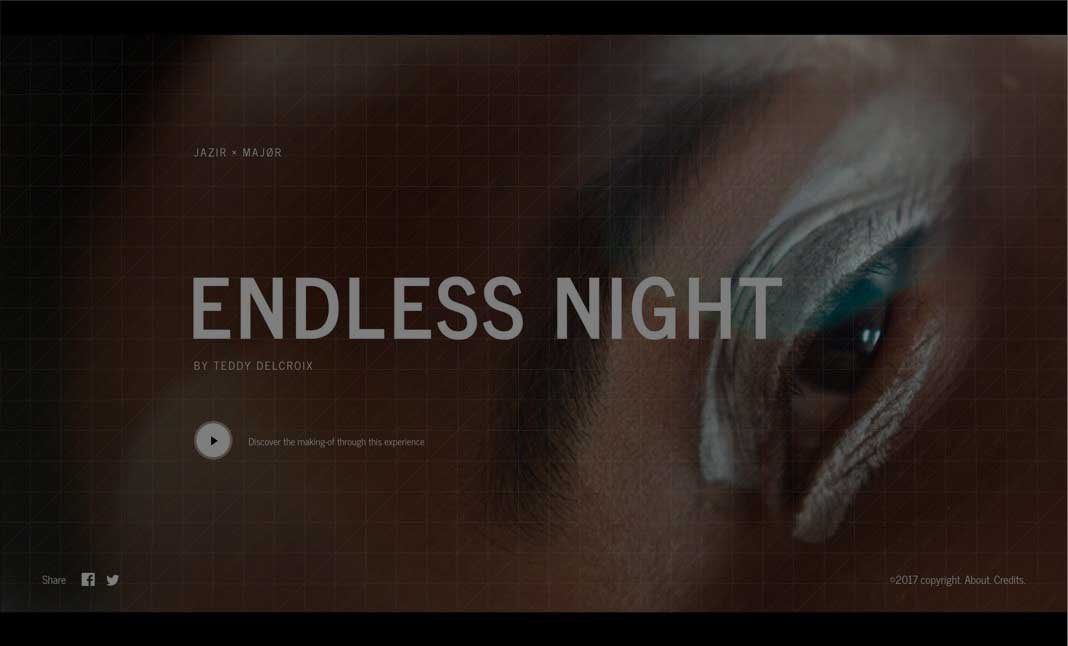 JAZIR × MAJØR
ENDLESS NIGHT
BY TEDDY DELCROIX
Discover the making-of through this experience
Share
©2017 copyright. About. Credits.